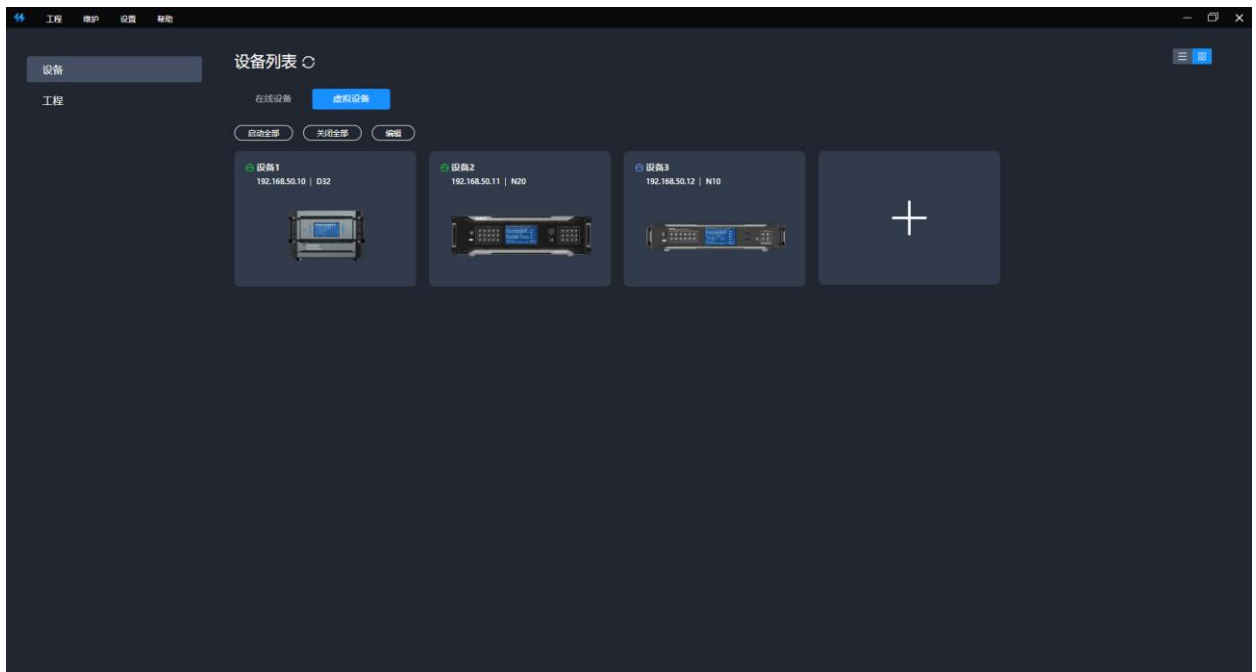 工程 维护 设置 帮助
设备
工程
设备列表
在线设备 虚拟设备
启动全部 关闭全部 编辑
设备1
192.168.50.10 | D32
设备2
192.168.50.11 | N20
设备3
192.168.50.12 | N10